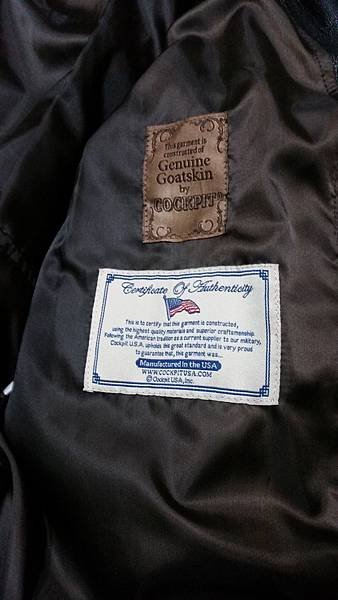 This garment is
constructed of
Genuine
Goatskin
by
"COCKPIT"®
Certificate Of Authenticity
This is to certify that this garment is constructed,
using the highest quality materials and superior craftsmanship.
Following the American tradition as a current supplier to our military,
Cockpit U.S.A. upholds this great standard and is very proud
to guarantee that, this garment was...
Manufactured in the USA
WWW.COCKPITUSA.COM
© Cockpit USA, Inc.